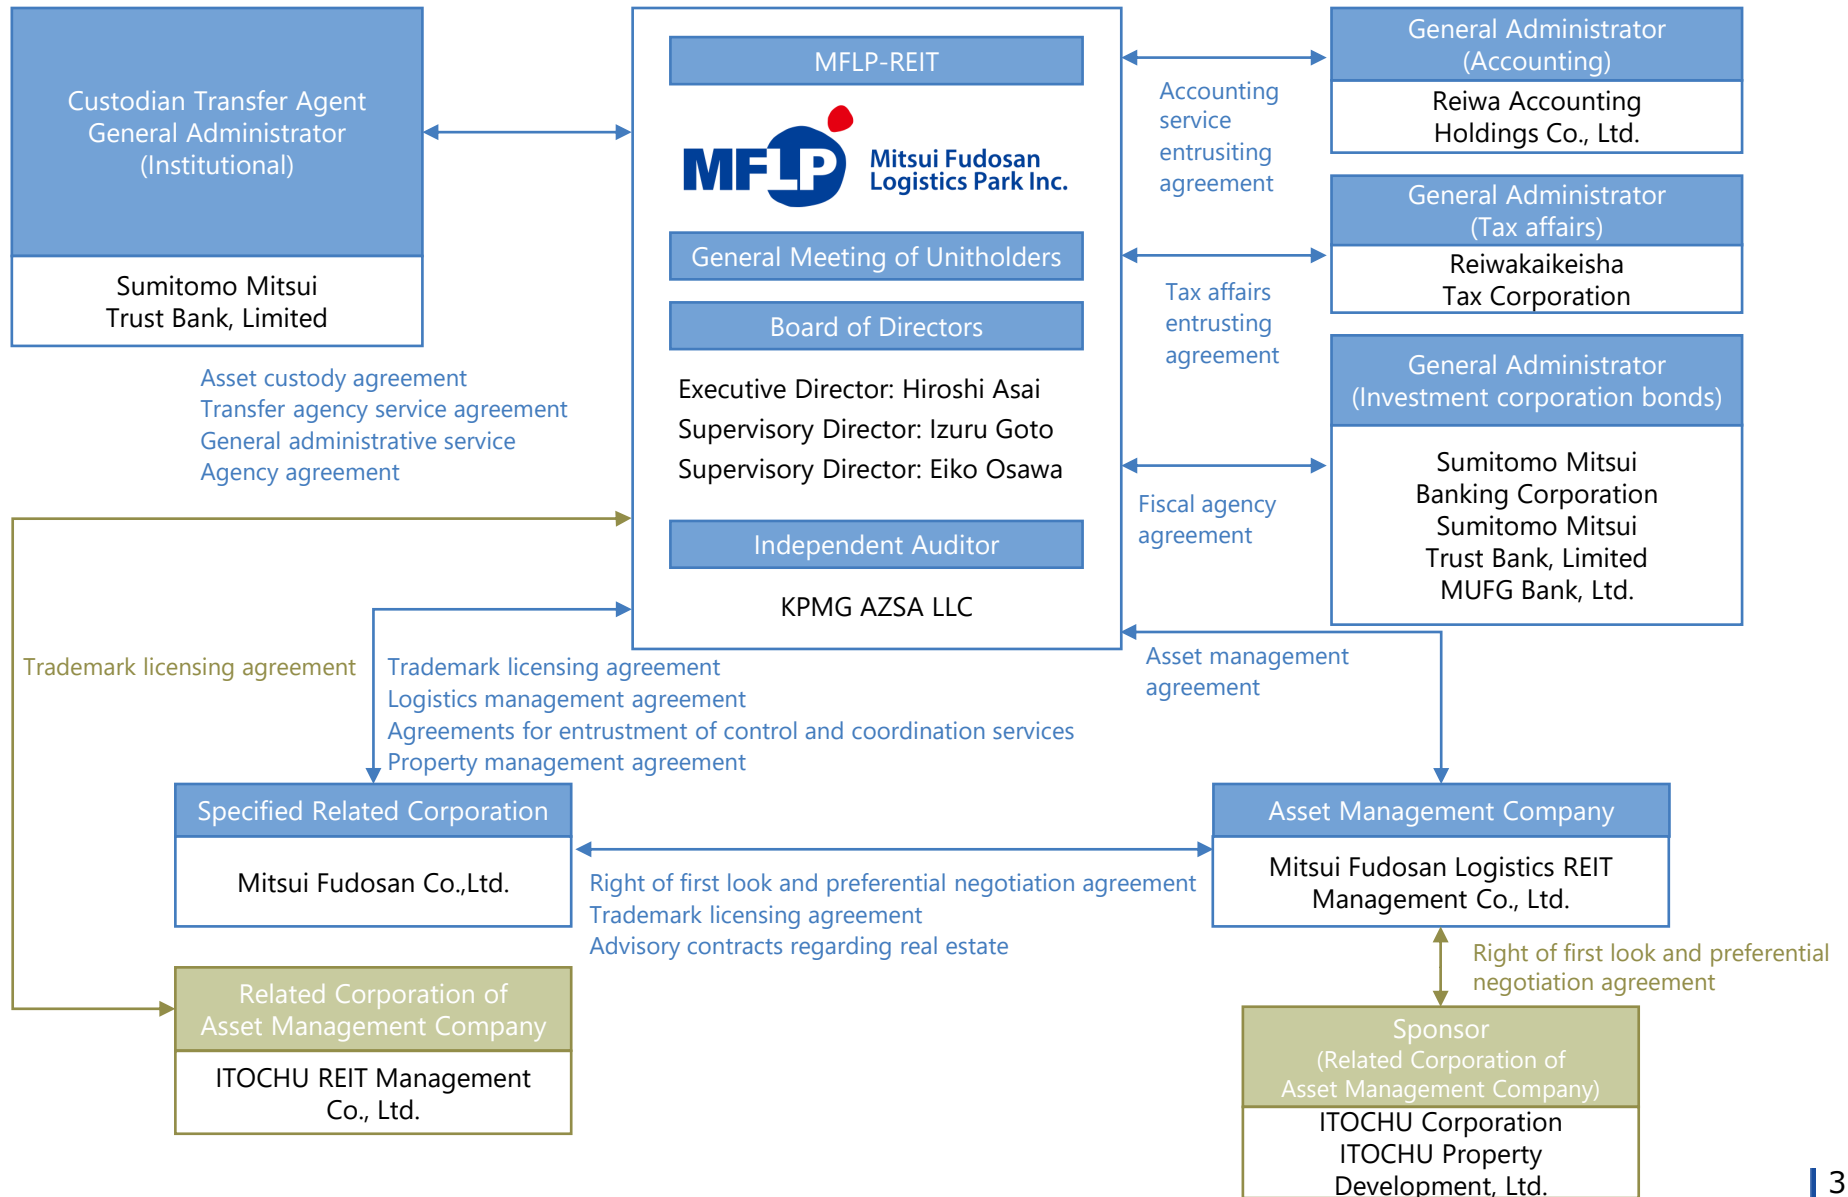 Custodian Transfer Agent
General Administrator
(Institutional)
Sumitomo Mitsui
Trust Bank, Limited
Asset custody agreement
Transfer agency service agreement
General administrative service
Agency agreement
MFLP-REIT
MFLP
Mitsui Fudosan
Logistics Park Inc.
General Meeting of Unitholders
Board of Directors
Executive Director: Hiroshi Asai
Supervisory Director: Izuru Goto
Supervisory Director: Eiko Osawa
Independent Auditor
KPMG AZSA LLC
Accounting
service
entrusiting
agreement
General Administrator
(Accounting)
Reiwa Accounting
Holdings Co., Ltd.
Tax affairs
entrusting
agreement
General Administrator
(Tax affairs)
Reiwakaikeisha
Tax Corporation
Fiscal agency
agreement
General Administrator
(Investment corporation bonds)
Sumitomo Mitsui
Banking Corporation
Sumitomo Mitsui
Trust Bank, Limited
MUFG Bank, Ltd.
Trademark licensing agreement
Trademark licensing agreement
Logistics management agreement
Agreements for entrustment of control and coordination services
Property management agreement
Asset management
agreement
Specified Related Corporation
Mitsui Fudosan Co.,Ltd.
Right of first look and preferential negotiation agreement
Trademark licensing agreement
Advisory contracts regarding real estate
Asset Management Company
Mitsui Fudosan Logistics REIT
Management Co., Ltd.
Right of first look and preferential
negotiation agreement
Related Corporation of
Asset Management Company
ITOCHU REIT Management
Co., Ltd.
Sponsor
(Related Corporation of
Asset Management Company)
ITOCHU Corporation
ITOCHU Property
Development, Ltd.
3